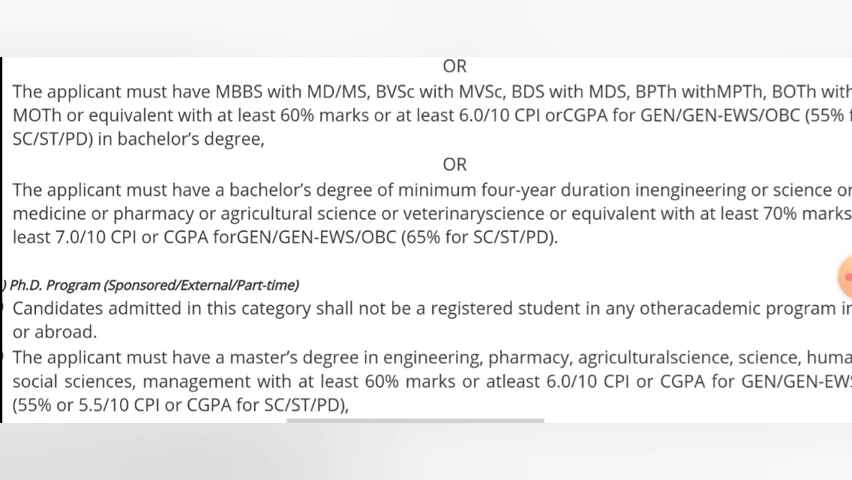 OR
The applicant must have MBBS with MD/MS, BVSc with MVSc, BDS with MDS, BPTh withMPTh, BOTh with
MOTh or equivalent with at least 60% marks or at least 6.0/10 CPI orCGPA for GEN/GEN-EWS/OBC (55%
SC/ST/PD) in bachelor's degree,
OR
The applicant must have a bachelor's degree of minimum four-year duration inengineering or science or
medicine or pharmacy or agricultural science or veterinaryscience or equivalent with at least 70% marks
least 7.0/10 CPI or CGPA forGEN/GEN-EWS/OBC (65% for SC/ST/PD).
) Ph.D. Program (Sponsored/External/Part-time)
Candidates admitted in this category shall not be a registered student in any otheracademic program in
or abroad.
The applicant must have a master's degree in engineering, pharmacy, agriculturalscience, science,
social sciences, management with at least 60% marks or atleast 6.0/10 CPI or CGPA for
(55% or 5.5/10 CPI or CGPA for SC/ST/PD),